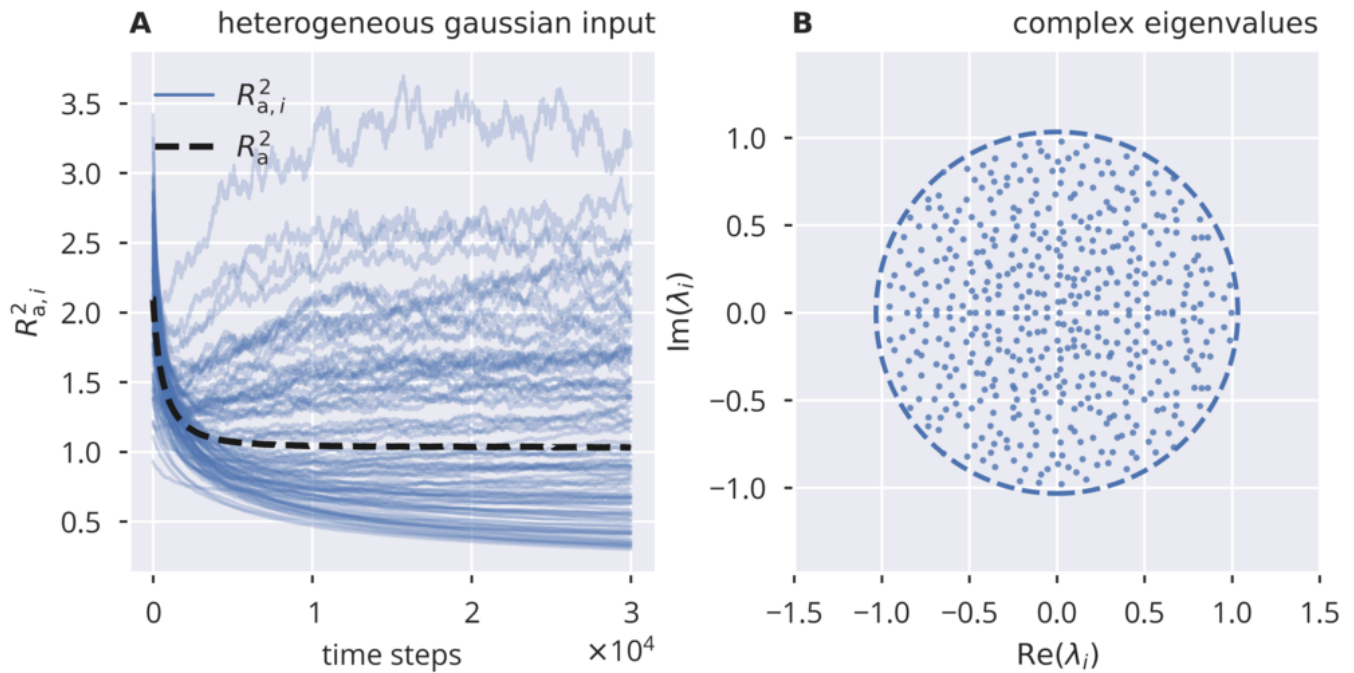 A heterogeneous gaussian input
R²ₐ,ᵢ
R²ₐ
3.5
3.0
2.5
2.0
1.5
1.0
0.5
R²ₐ,ᵢ
0 1 2 3
×10⁴
time steps
B complex eigenvalues
1.0
0.5
0.0
−0.5
−1.0
Im(λᵢ)
−1.5 −1.0 −0.5 0.0 0.5 1.0 1.5
Re(λᵢ)